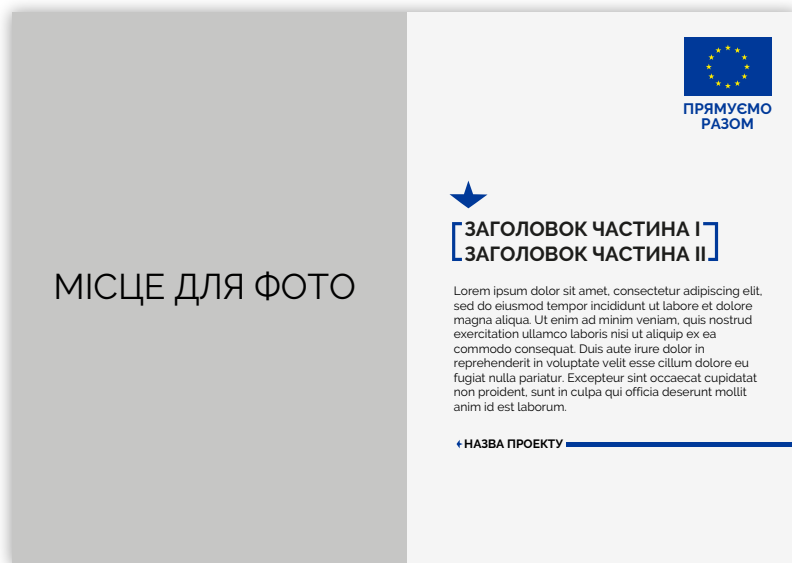 МІСЦЕ ДЛЯ ФОТО
ПРЯМУЄМО
РАЗОМ
ЗАГОЛОВОК ЧАСТИНА I
ЗАГОЛОВОК ЧАСТИНА II
Lorem ipsum dolor sit amet, consectetur adipiscing elit,
sed do eiusmod tempor incididunt ut labore et dolore
magna aliqua. Ut enim ad minim veniam, quis nostrud
exercitation ullamco laboris nisi ut aliquip ex ea
commodo consequat. Duis aute irure dolor in
reprehenderit in voluptate velit esse cillum dolore eu
fugiat nulla pariatur. Excepteur sint occaecat cupidatat
non proident, sunt in culpa qui officia deserunt mollit
anim id est laborum.
НАЗВА ПРОЕКТУ